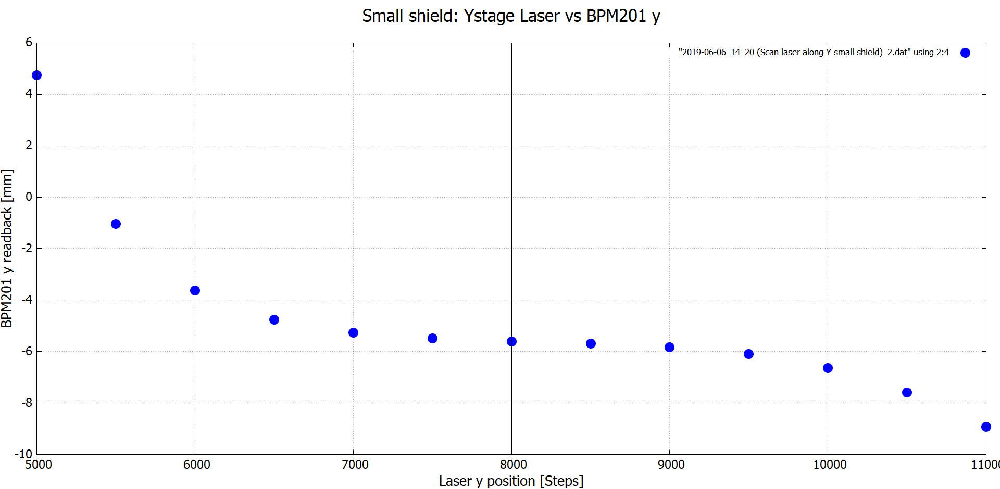 Small shield: Ystage Laser vs BPM201 y
"2019-06-06_14_20 (Scan laser along Y small shield)_2.dat" using 2:4
6
4
2
0
-2
-4
-6
-8
-10
BPM201 y readback [mm]
5000 6000 7000 8000 9000 10000 11000
Laser y position [Steps]